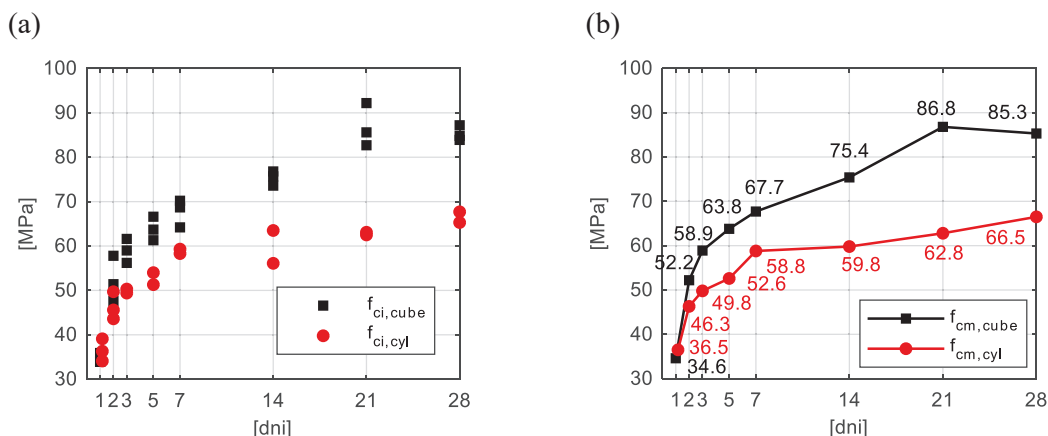 (a)
100
90
80
70
60
50
40
30
[MPa]
1 2 3 5 7 14 21 28
[dni]
f_ci,cube
f_ci,cyl
(b)
100
90
80
70
60
50
40
30
[MPa]
1 2 3 5 7 14 21 28
[dni]
34.6
52.2
58.9
63.8
67.7
75.4
86.8
85.3
36.5
46.3
49.8
52.6
58.8
59.8
62.8
66.5
f_cm,cube
f_cm,cyl